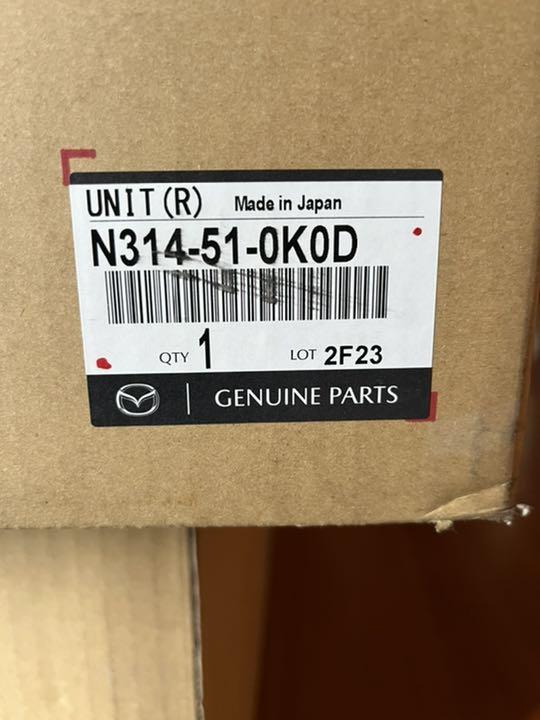 UNIT(R) Made in Japan
N314-51-0K0D
QTY 1 LOT 2F23
GENUINE PARTS